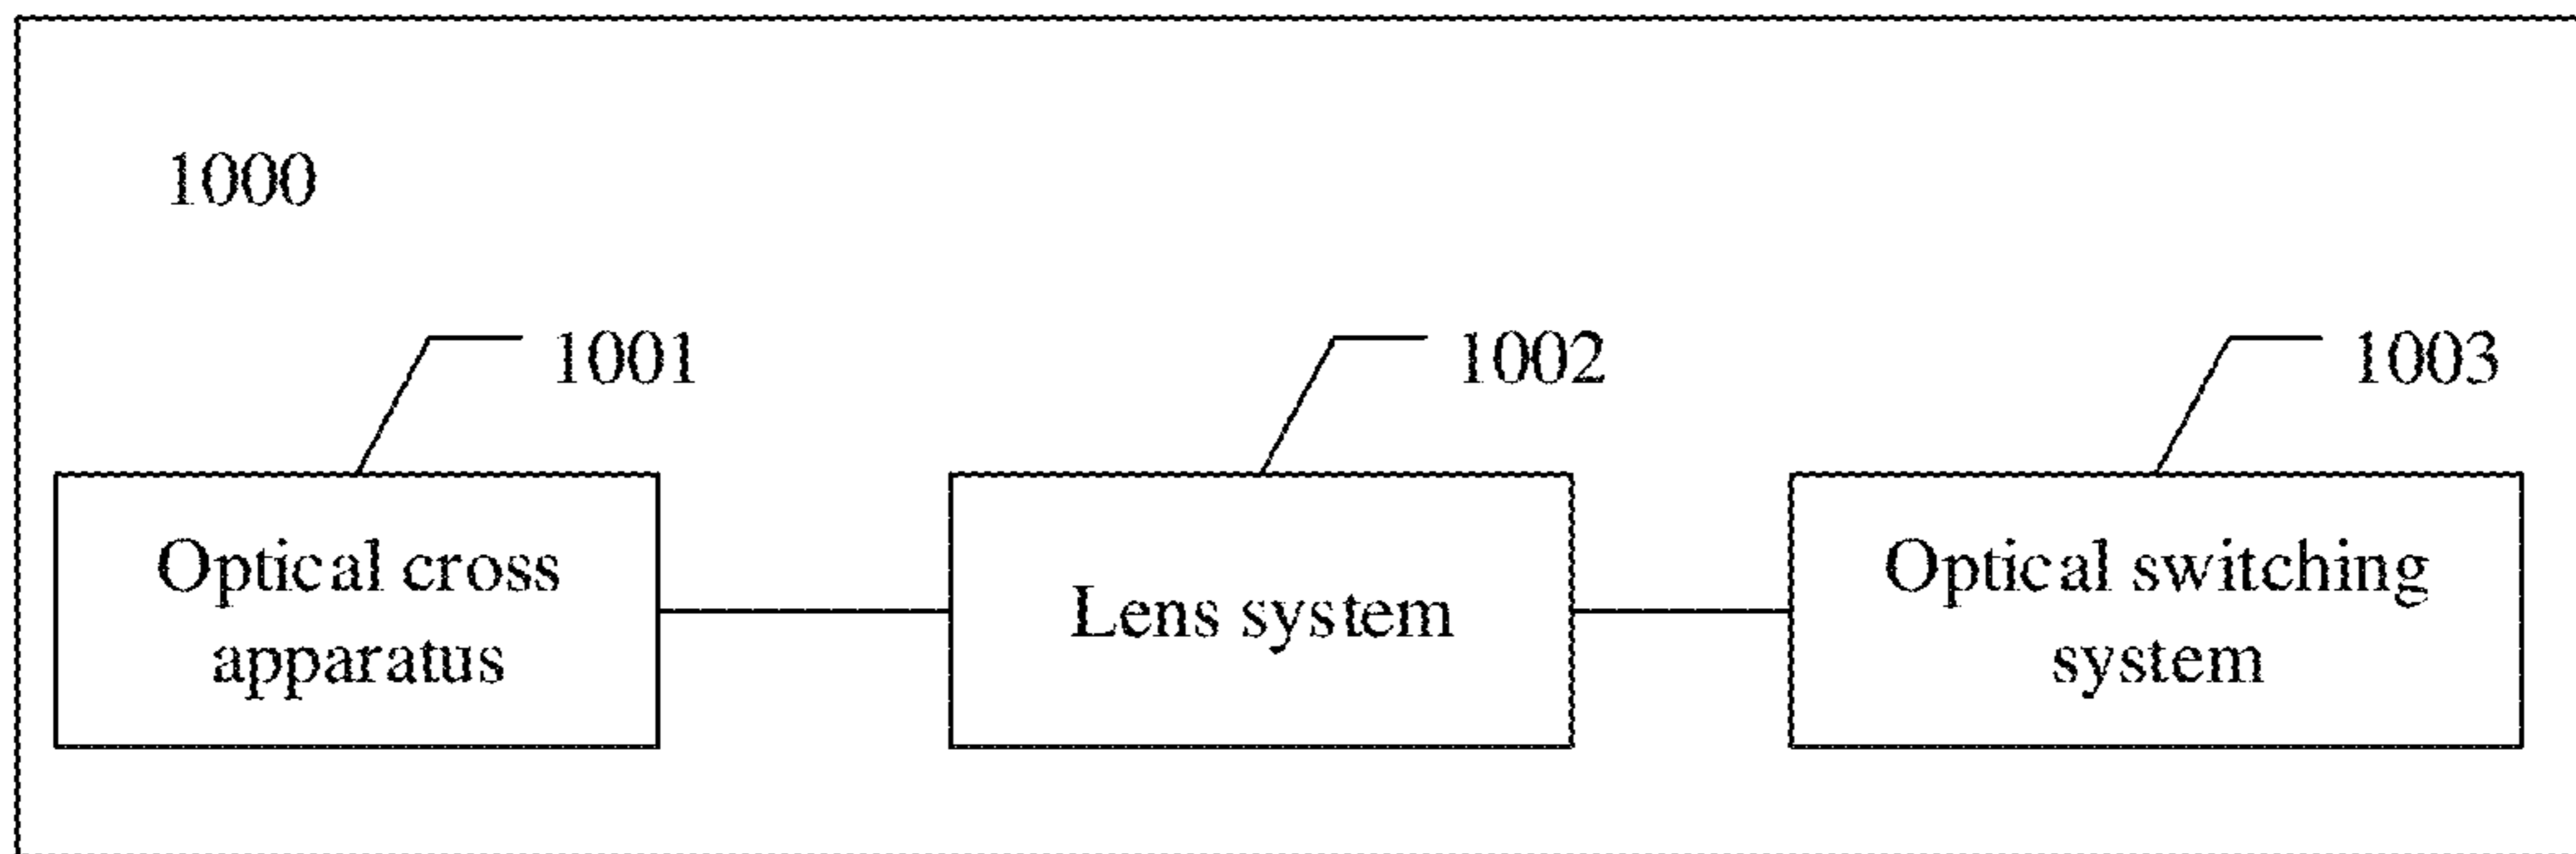 1000
1001
1002
1003
Optical cross
apparatus
Lens system
Optical switching
system